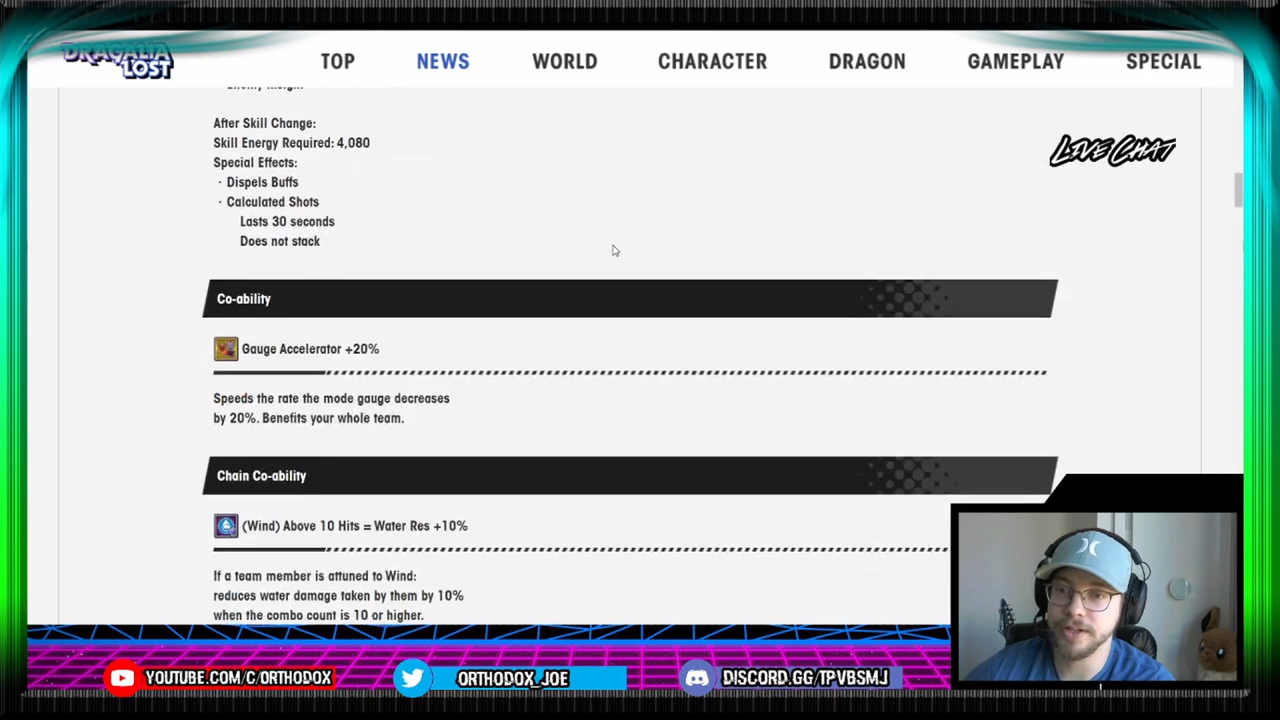 DRAGALIA
LOST
TOP
NEWS
WORLD
CHARACTER
DRAGON
GAMEPLAY
SPECIAL
LIVE CHAT
After Skill Change:
Skill Energy Required: 4,080
Special Effects:
· Dispels Buffs
· Calculated Shots
Lasts 30 seconds
Does not stack
Co-ability
Gauge Accelerator +20%
Speeds the rate the mode gauge decreases
by 20%. Benefits your whole team.
Chain Co-ability
(Wind) Above 10 Hits = Water Res +10%
If a team member is attuned to Wind:
reduces water damage taken by them by 10%
when the combo count is 10 or higher.
YOUTUBE.COM/C/ORTHODOX
ORTHODOX_JOE
DISCORD.GG/TPVBSMJ